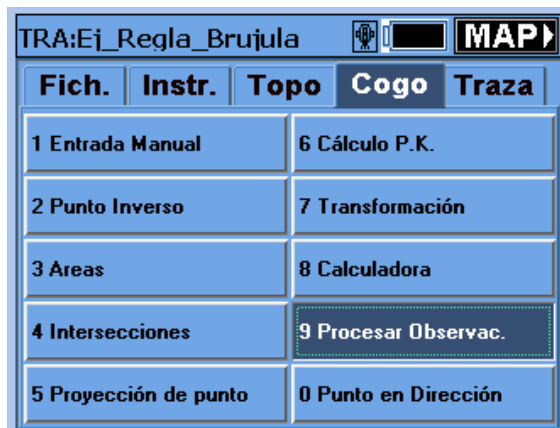 TRA:Ej_Regla_Brujula MAP
Fich. Instr. Topo Cogo Traza
1 Entrada Manual
6 Cálculo P.K.
2 Punto Inverso
7 Transformación
3 Areas
8 Calculadora
4 Intersecciones
9 Procesar Observac.
5 Proyección de punto
0 Punto en Dirección